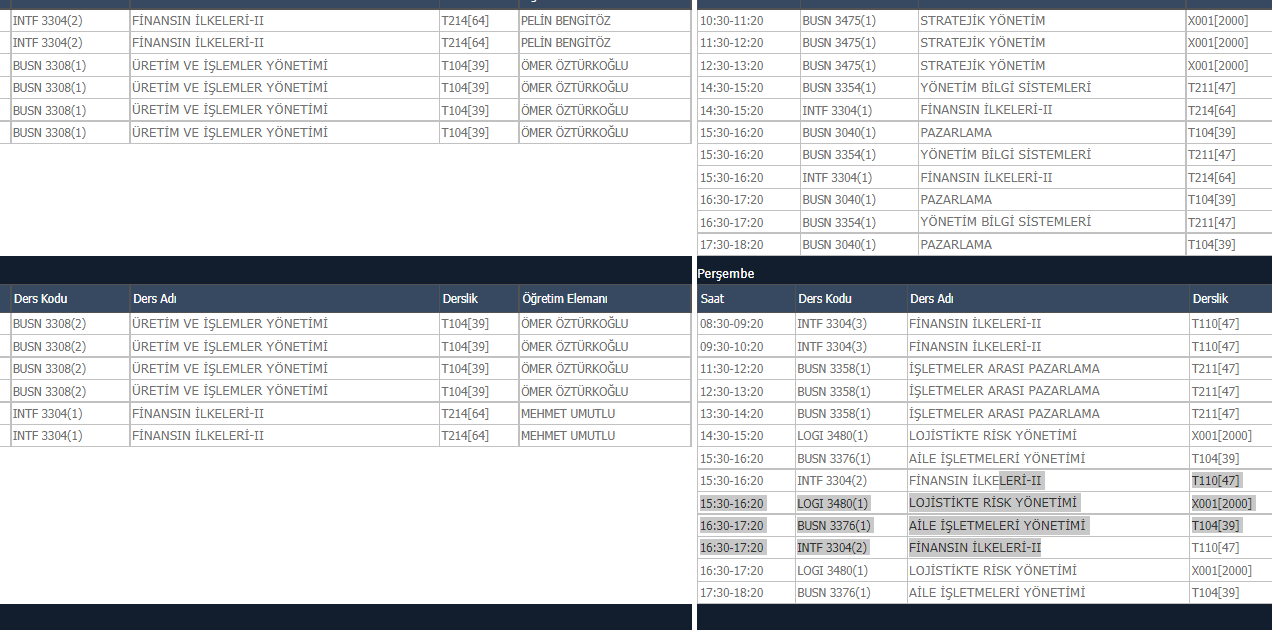 INTF 3304(2) FİNANSIN İLKELERİ-II T214[64] PELİN BENGİTÖZ
INTF 3304(2) FİNANSIN İLKELERİ-II T214[64] PELİN BENGİTÖZ
BUSN 3308(1) ÜRETİM VE İŞLEMLER YÖNETİMİ T104[39] ÖMER ÖZTÜRKOĞLU
BUSN 3308(1) ÜRETİM VE İŞLEMLER YÖNETİMİ T104[39] ÖMER ÖZTÜRKOĞLU
BUSN 3308(1) ÜRETİM VE İŞLEMLER YÖNETİMİ T104[39] ÖMER ÖZTÜRKOĞLU
BUSN 3308(1) ÜRETİM VE İŞLEMLER YÖNETİMİ T104[39] ÖMER ÖZTÜRKOĞLU
10:30-11:20 BUSN 3475(1) STRATEJİK YÖNETİM X001[2000]
11:30-12:20 BUSN 3475(1) STRATEJİK YÖNETİM X001[2000]
12:30-13:20 BUSN 3475(1) STRATEJİK YÖNETİM X001[2000]
14:30-15:20 BUSN 3354(1) YÖNETİM BİLGİ SİSTEMLERİ T211[47]
14:30-15:20 INTF 3304(1) FİNANSIN İLKELERİ-II T214[64]
15:30-16:20 BUSN 3040(1) PAZARLAMA T104[39]
15:30-16:20 BUSN 3354(1) YÖNETİM BİLGİ SİSTEMLERİ T211[47]
15:30-16:20 INTF 3304(1) FİNANSIN İLKELERİ-II T214[64]
16:30-17:20 BUSN 3040(1) PAZARLAMA T104[39]
16:30-17:20 BUSN 3354(1) YÖNETİM BİLGİ SİSTEMLERİ T211[47]
17:30-18:20 BUSN 3040(1) PAZARLAMA T104[39]
Ders Kodu Ders Adı Derslik Öğretim Elemanı
BUSN 3308(2) ÜRETİM VE İŞLEMLER YÖNETİMİ T104[39] ÖMER ÖZTÜRKOĞLU
BUSN 3308(2) ÜRETİM VE İŞLEMLER YÖNETİMİ T104[39] ÖMER ÖZTÜRKOĞLU
BUSN 3308(2) ÜRETİM VE İŞLEMLER YÖNETİMİ T104[39] ÖMER ÖZTÜRKOĞLU
BUSN 3308(2) ÜRETİM VE İŞLEMLER YÖNETİMİ T104[39] ÖMER ÖZTÜRKOĞLU
INTF 3304(1) FİNANSIN İLKELERİ-II T214[64] MEHMET UMUTLU
INTF 3304(1) FİNANSIN İLKELERİ-II T214[64] MEHMET UMUTLU
Perşembe
Saat Ders Kodu Ders Adı Derslik
08:30-09:20 INTF 3304(3) FİNANSIN İLKELERİ-II T110[47]
09:30-10:20 INTF 3304(3) FİNANSIN İLKELERİ-II T110[47]
11:30-12:20 BUSN 3358(1) İŞLETMELER ARASI PAZARLAMA T211[47]
12:30-13:20 BUSN 3358(1) İŞLETMELER ARASI PAZARLAMA T211[47]
13:30-14:20 BUSN 3358(1) İŞLETMELER ARASI PAZARLAMA T211[47]
14:30-15:20 LOGI 3480(1) LOJİSTİKTE RİSK YÖNETİMİ X001[2000]
15:30-16:20 BUSN 3376(1) AİLE İŞLETMELERİ YÖNETİMİ T104[39]
15:30-16:20 INTF 3304(2) FİNANSIN İLKELERİ-II T110[47]
15:30-16:20 LOGI 3480(1) LOJİSTİKTE RİSK YÖNETİMİ X001[2000]
16:30-17:20 BUSN 3376(1) AİLE İŞLETMELERİ YÖNETİMİ T104[39]
16:30-17:20 INTF 3304(2) FİNANSIN İLKELERİ-II T110[47]
16:30-17:20 LOGI 3480(1) LOJİSTİKTE RİSK YÖNETİMİ X001[2000]
17:30-18:20 BUSN 3376(1) AİLE İŞLETMELERİ YÖNETİMİ T104[39]